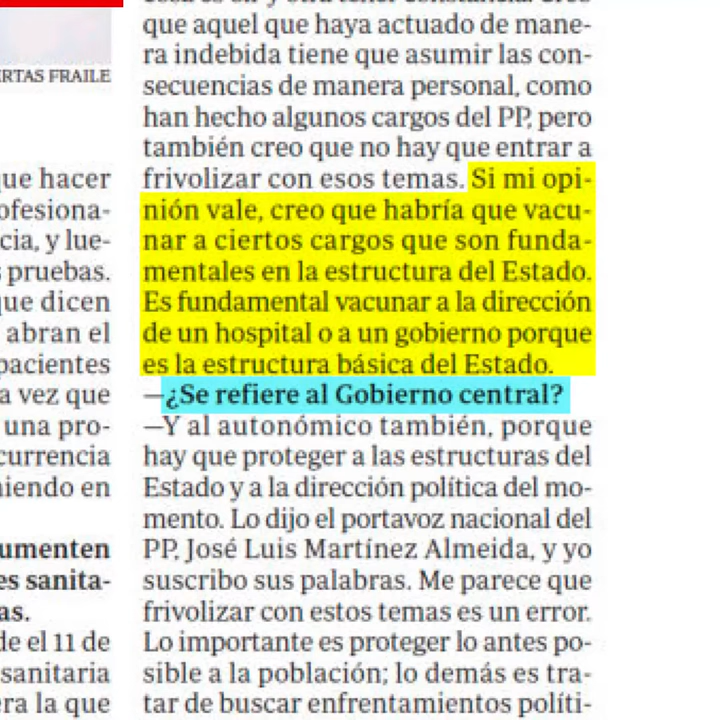 RTAS FRAILE
que hacer
cia, y lue-
pruebas.
que dicen
abran el
pacientes
a vez que
una pro-
currencia
de el 11 de
sanitaria
era la que
que aquel que haya actuado de mane-
ra indebida tiene que asumir las con-
secuencias de manera personal, como
han hecho algunos cargos del PP, pero
también creo que no hay que entrar a
frivolizar con esos temas. Si mi opi-
nión vale, creo que habría que vacu-
nar a ciertos cargos que son funda-
mentales en la estructura del Estado.
Es fundamental vacunar a la dirección
de un hospital o a un gobierno porque
es la estructura básica del Estado.
—¿Se refiere al Gobierno central?
—Y al autonómico también, porque
hay que proteger a las estructuras del
Estado y a la dirección política del mo-
mento. Lo dijo el portavoz nacional del
PP, José Luis Martínez Almeida, y yo
suscribo sus palabras. Me parece que
frivolizar con estos temas es un error.
Lo importante es proteger lo antes po-
sible a la población; lo demás es tra-
tar de buscar enfrentamientos políti-